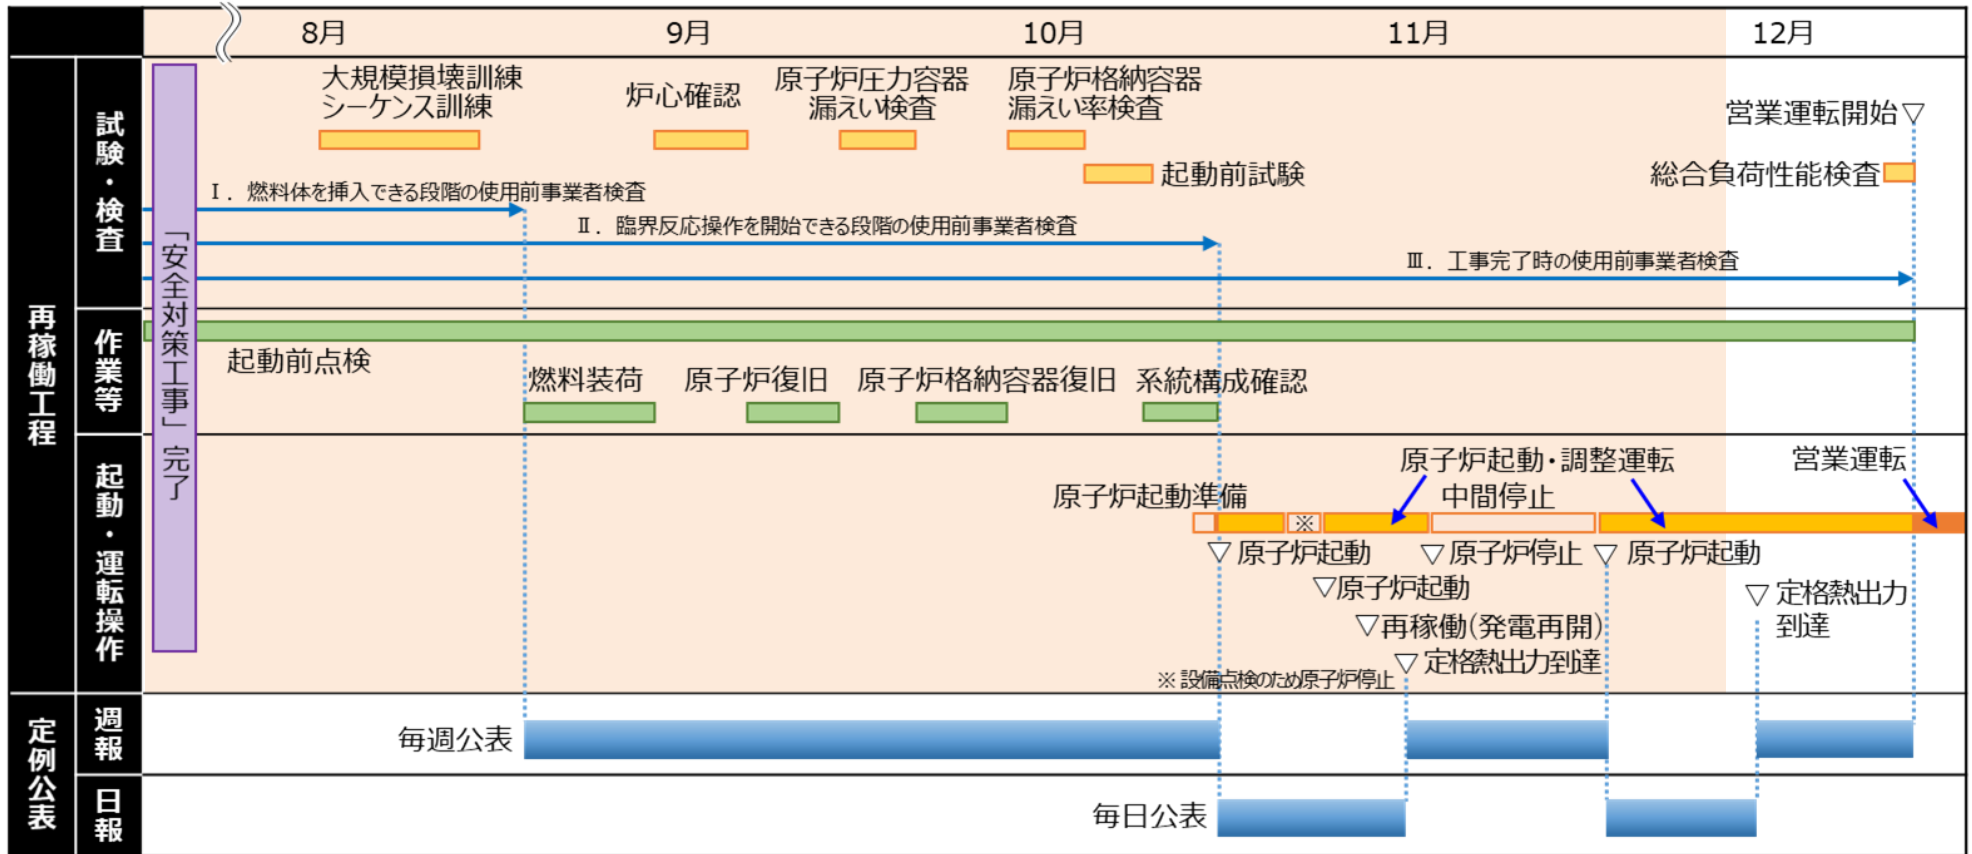 8月
9月
10月
11月
12月
再稼働工程
試験・検査
作業等
起動・運転操作
定例公表
週報
日報
「安全対策工事」完了
大規模損壊訓練
シーケンス訓練
炉心確認
原子炉圧力容器
漏えい検査
原子炉格納容器
漏えい率検査
起動前試験
営業運転開始▽
総合負荷性能検査
Ⅰ．燃料体を挿入できる段階の使用前事業者検査
Ⅱ．臨界反応操作を開始できる段階の使用前事業者検査
Ⅲ．工事完了時の使用前事業者検査
起動前点検
燃料装荷
原子炉復旧
原子炉格納容器復旧
系統構成確認
原子炉起動・調整運転
営業運転
原子炉起動準備
中間停止
※
▽原子炉起動
▽原子炉停止
▽原子炉起動
▽原子炉起動
▽定格熱出力
到達
▽再稼働(発電再開)
▽定格熱出力到達
※ 設備点検のため原子炉停止
毎週公表
毎日公表